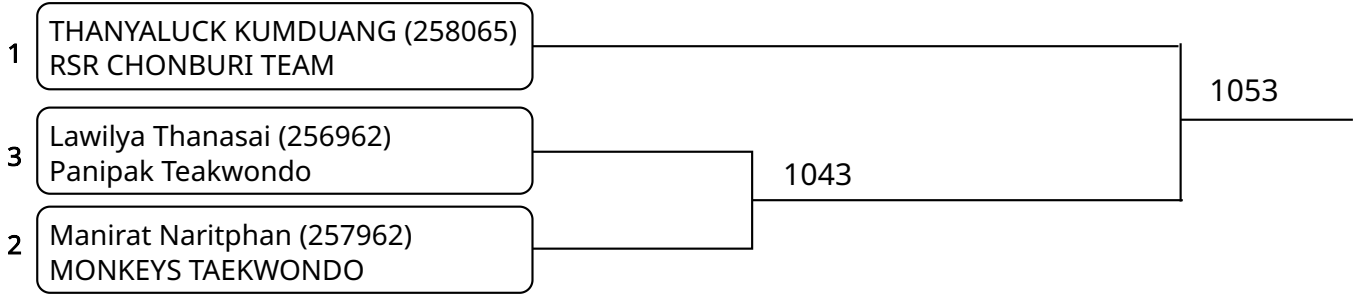 1
THANYALUCK KUMDUANG (258065)
RSR CHONBURI TEAM
1053
3
Lawilya Thanasai (256962)
Panipak Teakwondo
1043
2
Manirat Naritphan (257962)
MONKEYS TAEKWONDO